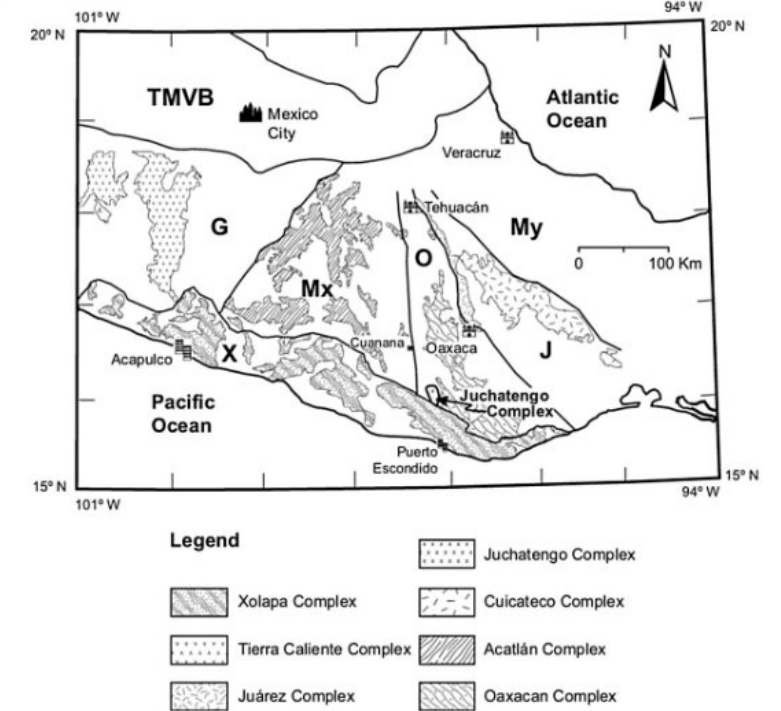 101° W
94° W
20° N
20° N
N
TMVB
Mexico
City
Atlantic
Ocean
Veracruz
G
Tehuacán
My
O
0
100 Km
Mx
Cuanana
Oaxaca
J
Acapulco
X
Juchatengo
Complex
Pacific
Ocean
Puerto
Escondido
15° N
15° N
101° W
94° W
Legend
Juchatengo Complex
Xolapa Complex
Cuicateco Complex
Tierra Caliente Complex
Acatlán Complex
Juárez Complex
Oaxacan Complex